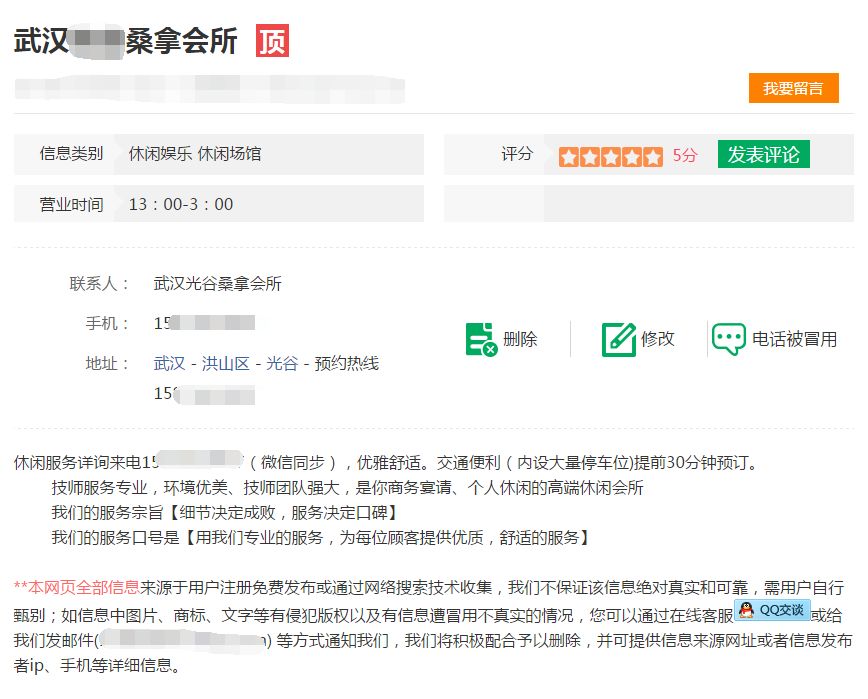 武汉桑拿会所 顶
我要留言
信息类别 休闲娱乐 休闲场馆 评分 5分 发表评论
营业时间 13：00-3：00
联系人： 武汉光谷桑拿会所
手机： 15
删除 修改 电话被冒用
地址： 武汉 - 洪山区 - 光谷 - 预约热线
15
休闲服务详询来电15（微信同步），优雅舒适。交通便利（内设大量停车位)提前30分钟预订。
技师服务专业，环境优美、技师团队强大，是你商务宴请、个人休闲的高端休闲会所
我们的服务宗旨【细节决定成败，服务决定口碑】
我们的服务口号是【用我们专业的服务，为每位顾客提供优质，舒适的服务】
**本网页全部信息来源于用户注册免费发布或通过网络搜索技术收集，我们不保证该信息绝对真实和可靠，需用户自行
甄别；如信息中图片、商标、文字等有侵犯版权以及有信息遭冒用不真实的情况，您可以通过在线客服 QQ交谈 或给
我们发邮件( ) 等方式通知我们，我们将积极配合予以删除，并可提供信息来源网址或者信息发布
者ip、手机等详细信息。